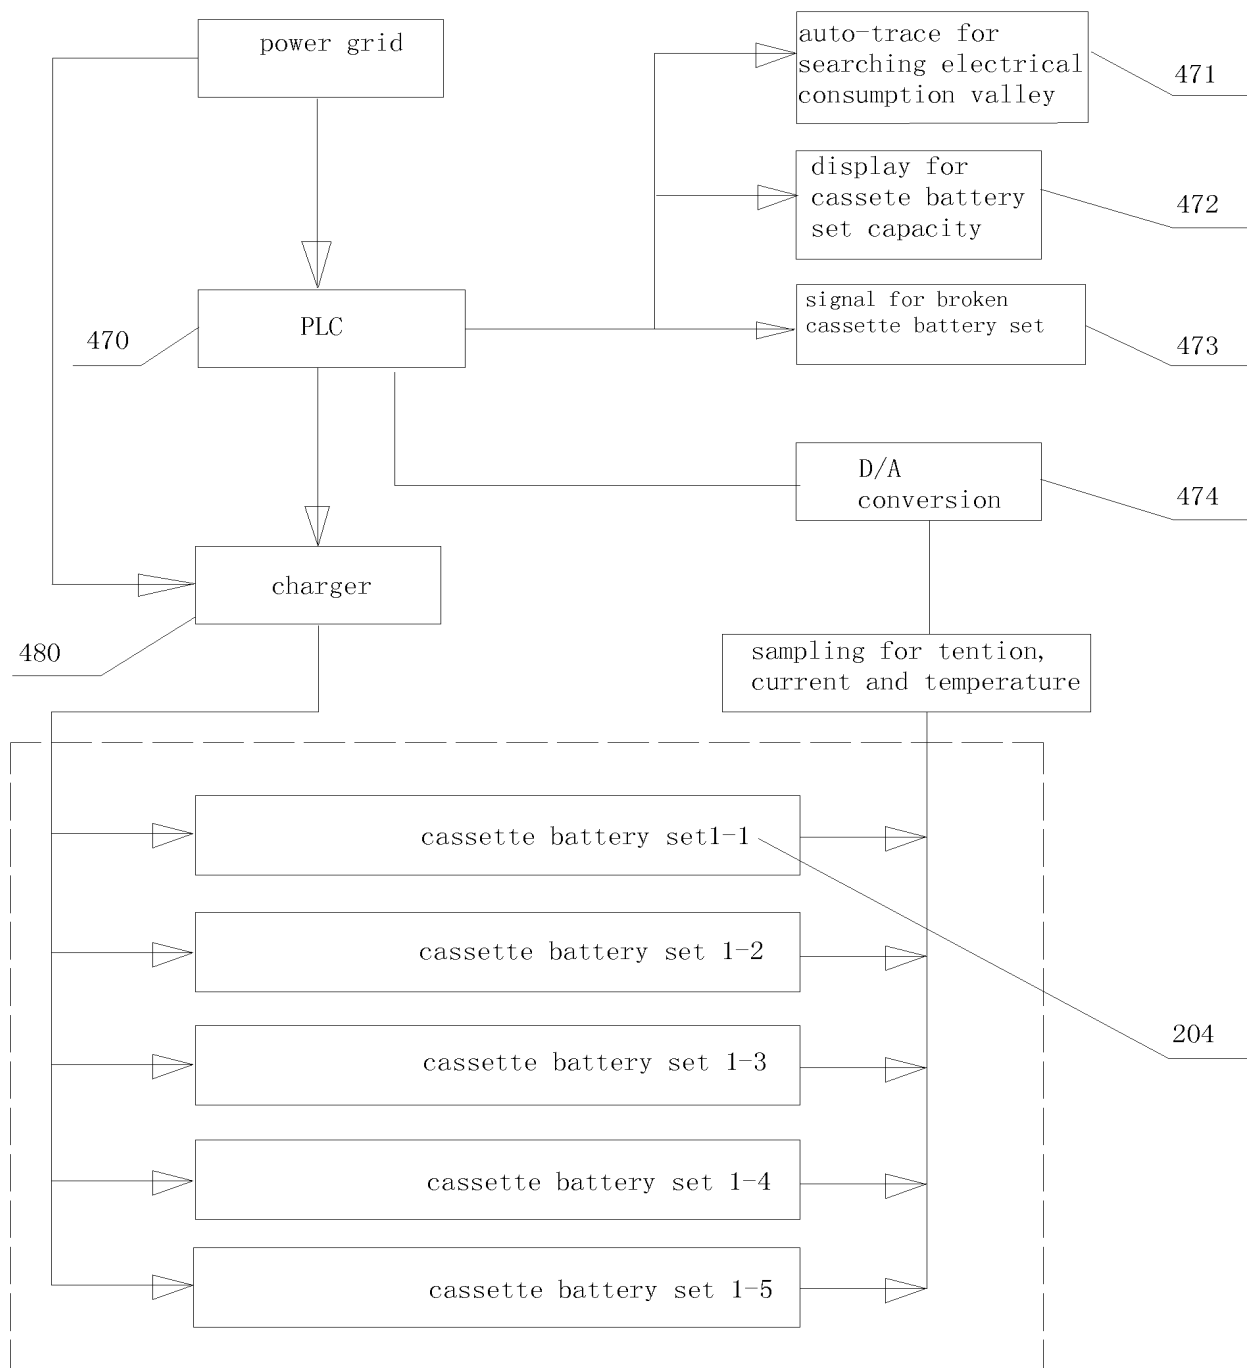 power grid
auto-trace for
searching electrical
consumption valley
471
display for
cassete battery
set capacity
472
PLC
470
signal for broken
cassette battery set
473
D/A
conversion
474
charger
480
sampling for tention,
current and temperature
cassette battery set1-1
cassette battery set 1-2
cassette battery set 1-3
204
cassette battery set 1-4
cassette battery set 1-5